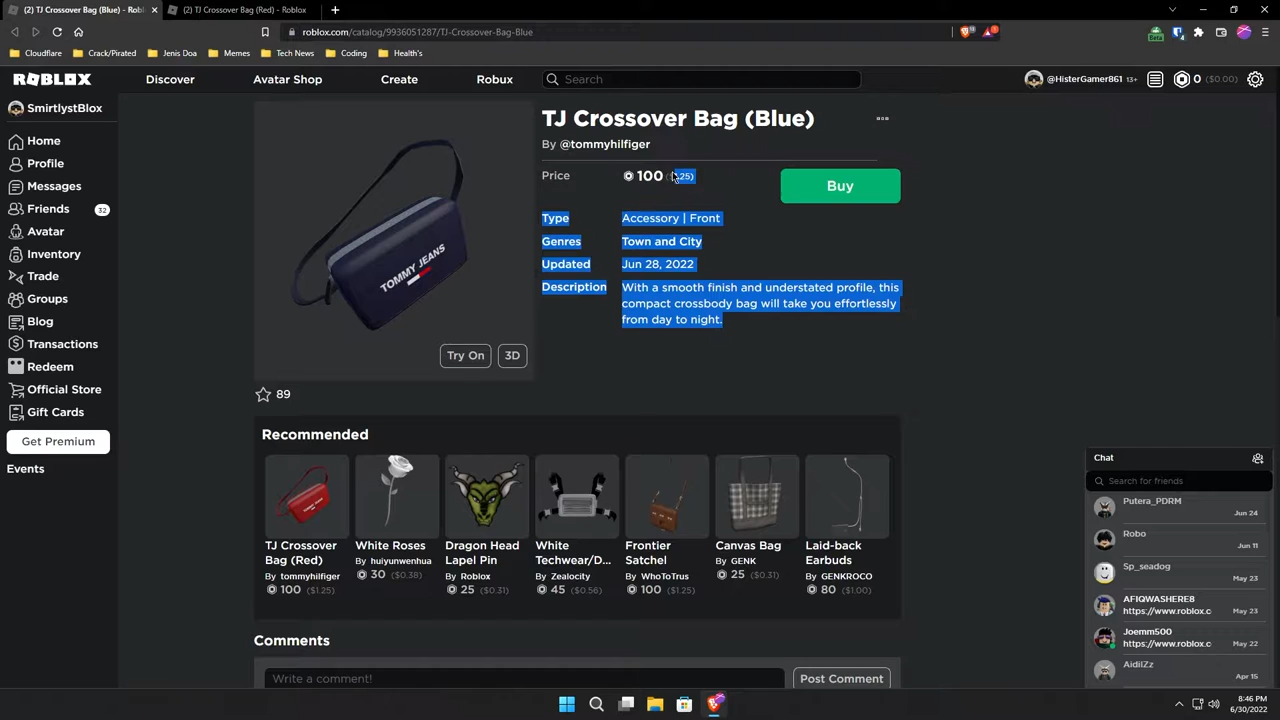 (2) TJ Crossover Bag (Blue) - Rob
(2) TJ Crossover Bag (Red) - Roblox
roblox.com/catalog/9936051287/TJ-Crossover-Bag-Blue
Cloudflare
Crack/Pirated
Jenis Doa
Memes
Tech News
Coding
Health's
Beta
ROBLOX
Discover
Avatar Shop
Create
Robux
Search
@HisterGamer861 13+
0 ($0.00)
SmirtlystBlox
Home
Profile
Messages
Friends 32
Avatar
Inventory
Trade
Groups
Blog
Transactions
Redeem
Official Store
Gift Cards
Get Premium
Events
TOMMY JEANS
Try On
3D
89
TJ Crossover Bag (Blue)
By @tommyhilfiger
Price 100 .25)
Buy
Type Accessory | Front
Genres Town and City
Updated Jun 28, 2022
Description With a smooth finish and understated profile, this
compact crossbody bag will take you effortlessly
from day to night.
Recommended
TJ Crossover
Bag (Red)
By tommyhilfiger
100 ($1.25)
White Roses
By huiyunwenhua
30 ($0.38)
Dragon Head
Lapel Pin
By Roblox
25 ($0.31)
White
Techwear/D...
By Zealocity
45 ($0.56)
Frontier
Satchel
By WhoToTrus
100 ($1.25)
Canvas Bag
By GENK
25 ($0.31)
Laid-back
Earbuds
By GENKROCO
80 ($1.00)
Comments
Write a comment!
Post Comment
Chat
Search for friends
Putera_PDRM
Jun 24
Robo
Jun 11
Sp_seadog
May 23
AFIQWASHERE8
https://www.roblox.c May 23
Joemm500
https://www.roblox.c May 22
AidilZz
Apr 15
8:46 PM
6/30/2022